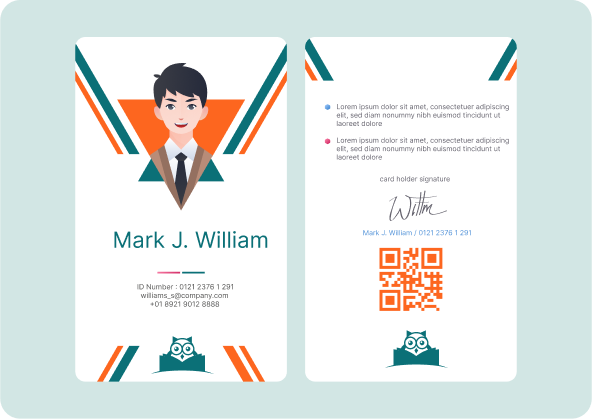 Mark J. William
ID Number : 0121 2376 1 291
williams_s@company.com
+01 8921 9012 8888
Lorem ipsum dolor sit amet, consectetuer adipiscing
elit, sed diam nonummy nibh euismod tincidunt ut
laoreet dolore
Lorem ipsum dolor sit amet, consectetuer adipiscing
elit, sed diam nonummy nibh euismod tincidunt ut
laoreet dolore
card holder signature
Mark J. William / 0121 2376 1 291